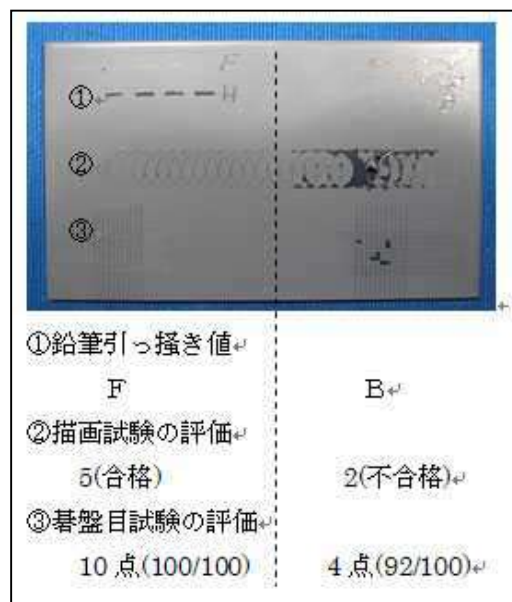 F
① H
②
③
①鉛筆引っ掻き値
F B
②描画試験の評価
5(合格) 2(不合格)
③碁盤目試験の評価
10 点(100/100) 4 点(92/100)